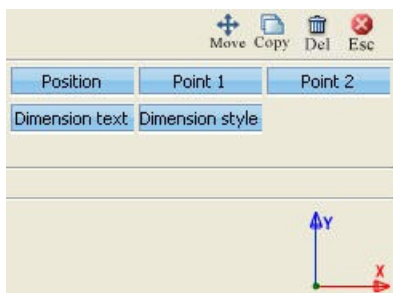 Move Copy Del Esc
Position Point 1 Point 2
Dimension text Dimension style
Y
X